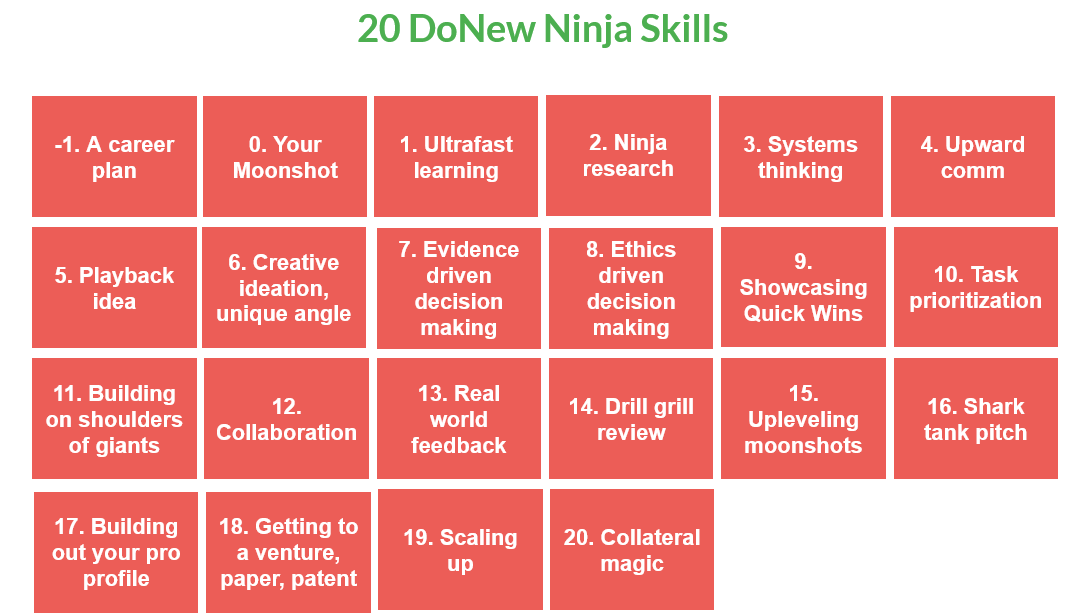 20 DoNew Ninja Skills
-1. A career
plan
0. Your
Moonshot
1. Ultrafast
learning
2. Ninja
research
3. Systems
thinking
4. Upward
comm
5. Playback
idea
6. Creative
ideation,
unique angle
7. Evidence
driven
decision
making
8. Ethics
driven
decision
making
9.
Showcasing
Quick Wins
10. Task
prioritization
11. Building
on shoulders
of giants
12.
Collaboration
13. Real
world
feedback
14. Drill grill
review
15.
Upleveling
moonshots
16. Shark
tank pitch
17. Building
out your pro
profile
18. Getting to
a venture,
paper, patent
19. Scaling
up
20. Collateral
magic